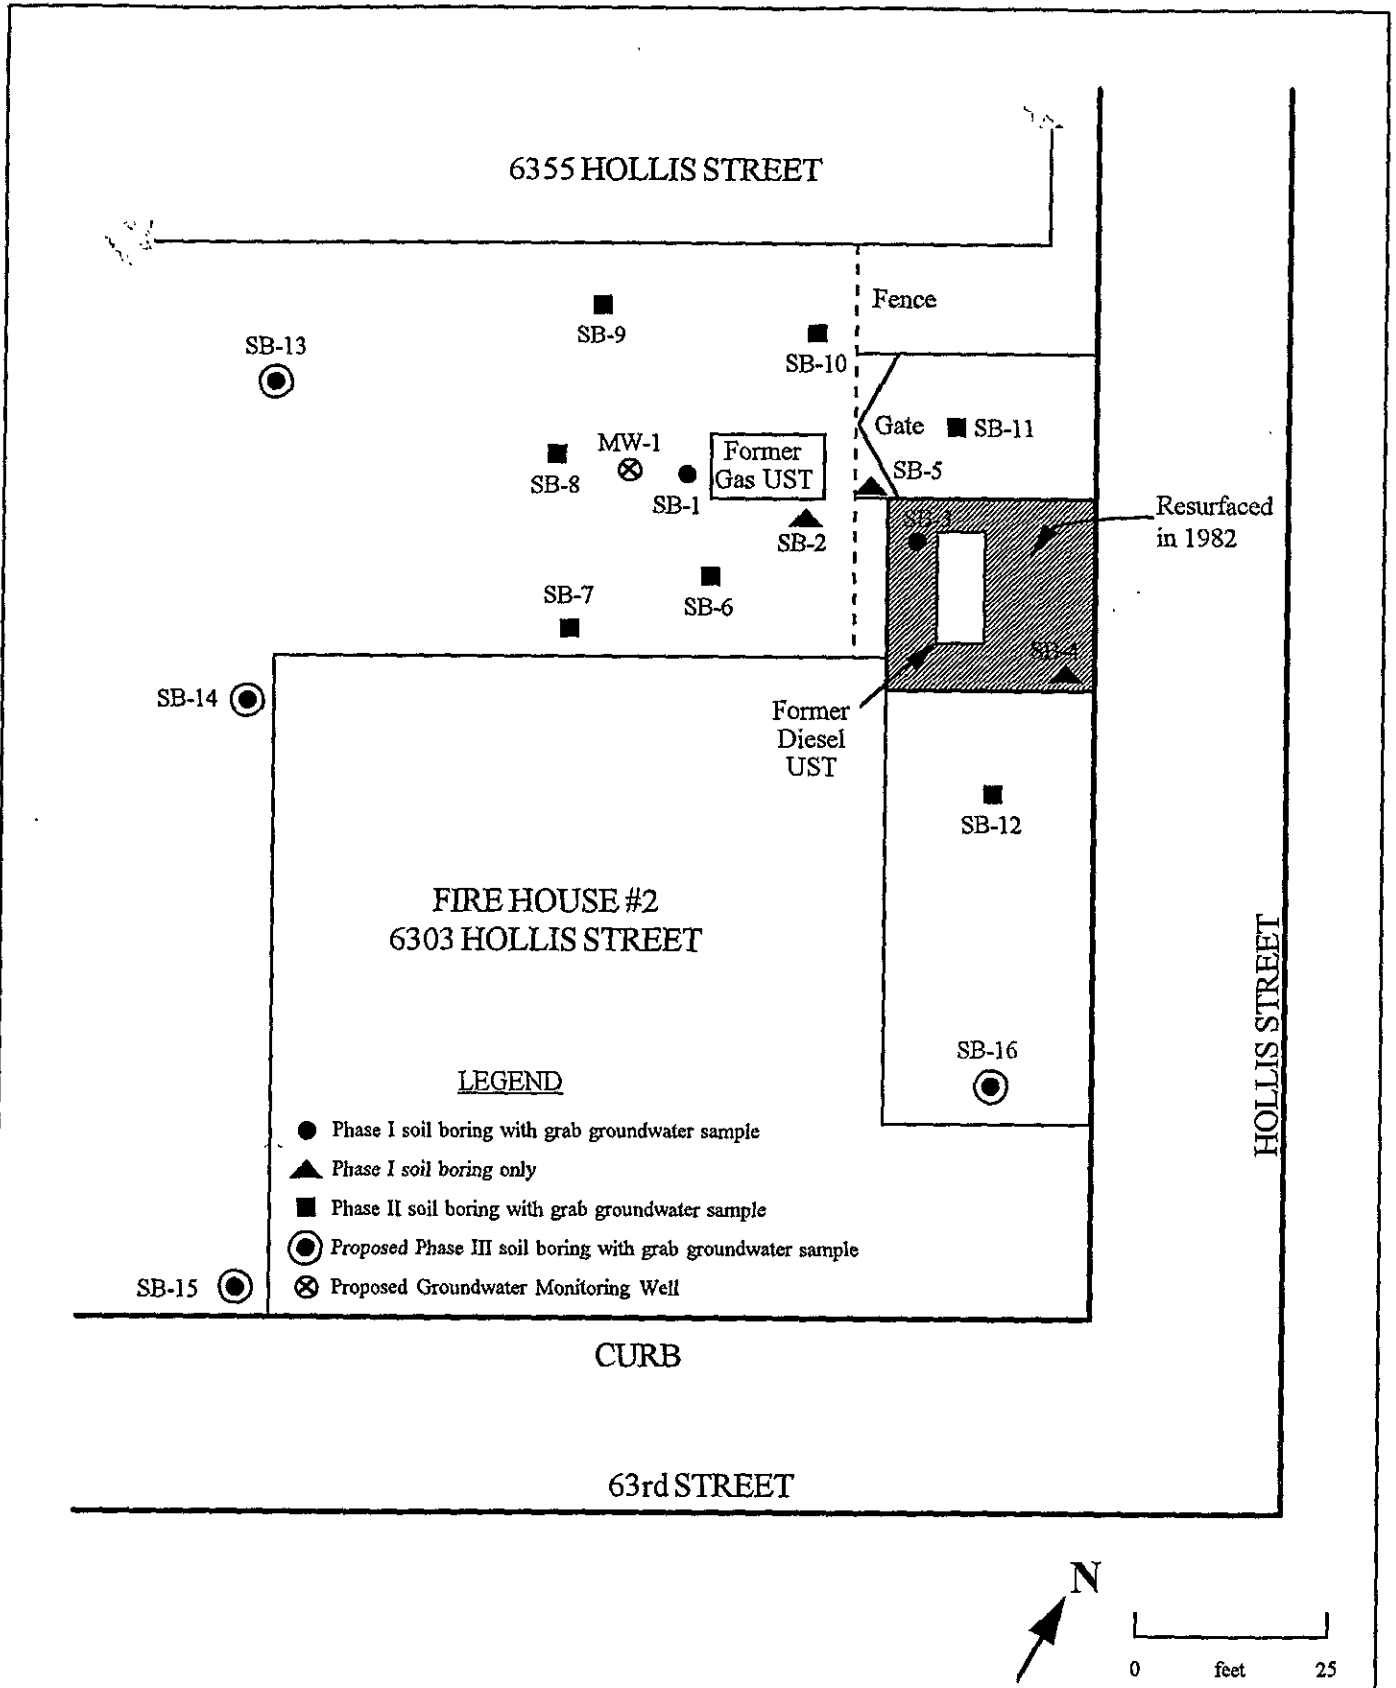 6355 HOLLIS STREET
Fence
SB-9
SB-13
SB-10
Gate
SB-11
MW-1
Former
Gas UST
SB-8
SB-1
SB-5
SB-2
SB-3
Resurfaced
in 1982
SB-7
SB-6
SB-4
SB-14
Former
Diesel
UST
SB-12
FIRE HOUSE #2
6303 HOLLIS STREET
HOLLIS STREET
SB-16
LEGEND
Phase I soil boring with grab groundwater sample
Phase I soil boring only
Phase II soil boring with grab groundwater sample
Proposed Phase III soil boring with grab groundwater sample
Proposed Groundwater Monitoring Well
SB-15
CURB
63rd STREET
N
0 feet 25